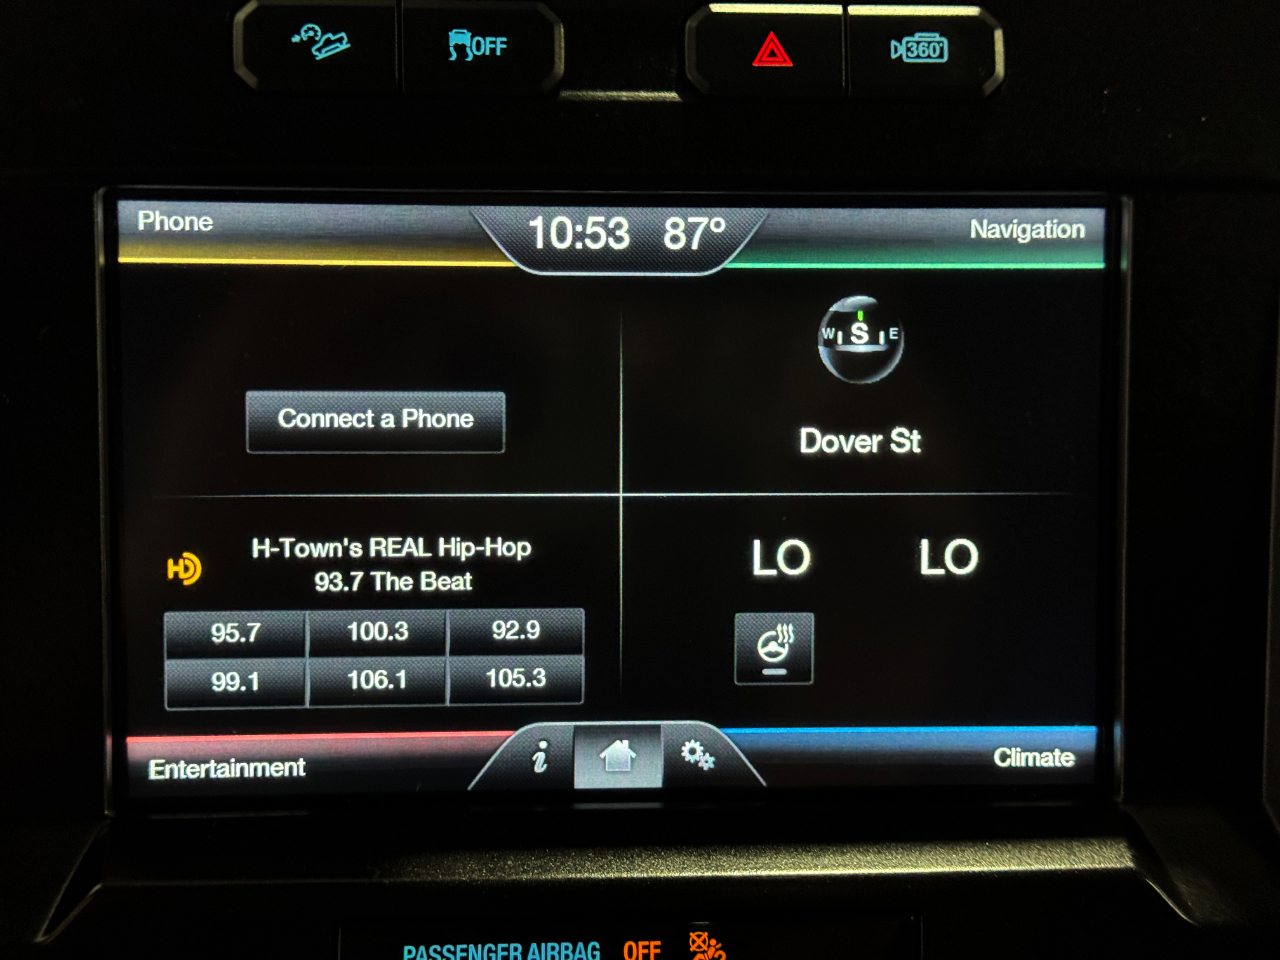 OFF
360°
Phone
10:53 87°
Navigation
W S E
Connect a Phone
Dover St
HD
H-Town's REAL Hip-Hop
93.7 The Beat
LO LO
95.7 100.3 92.9
99.1 106.1 105.3
Entertainment
i
Climate
PASSENGER AIRBAG OFF